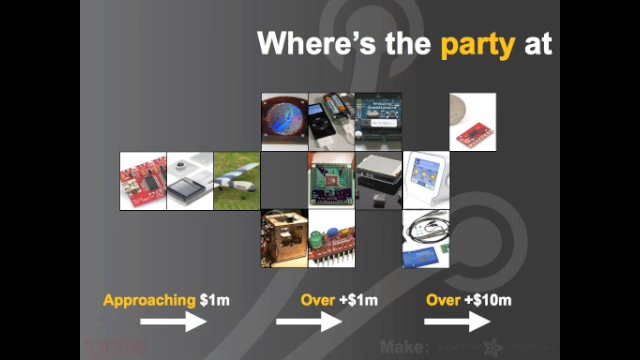 Where's the party at
Approaching $1m
Over +$1m
Over +$10m
Make: